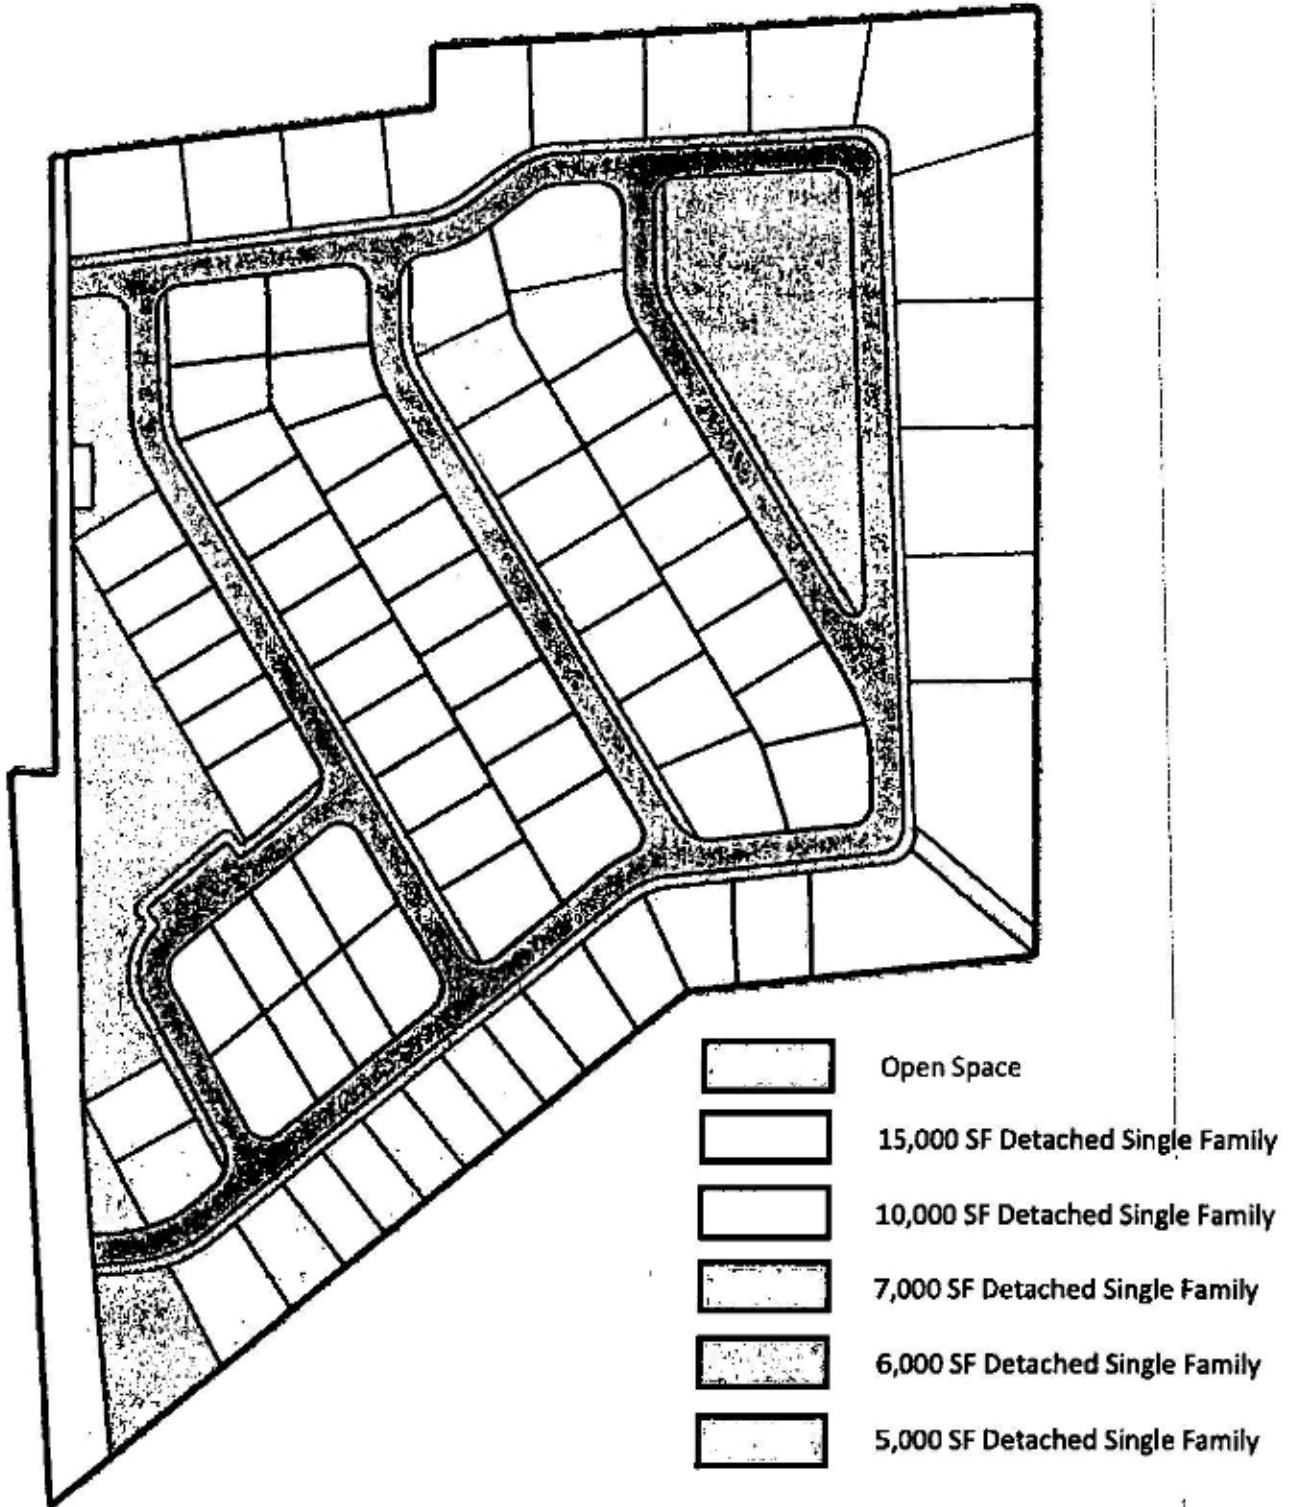 Open Space
15,000 SF Detached Single Family
10,000 SF Detached Single Family
7,000 SF Detached Single Family
6,000 SF Detached Single Family
5,000 SF Detached Single Family